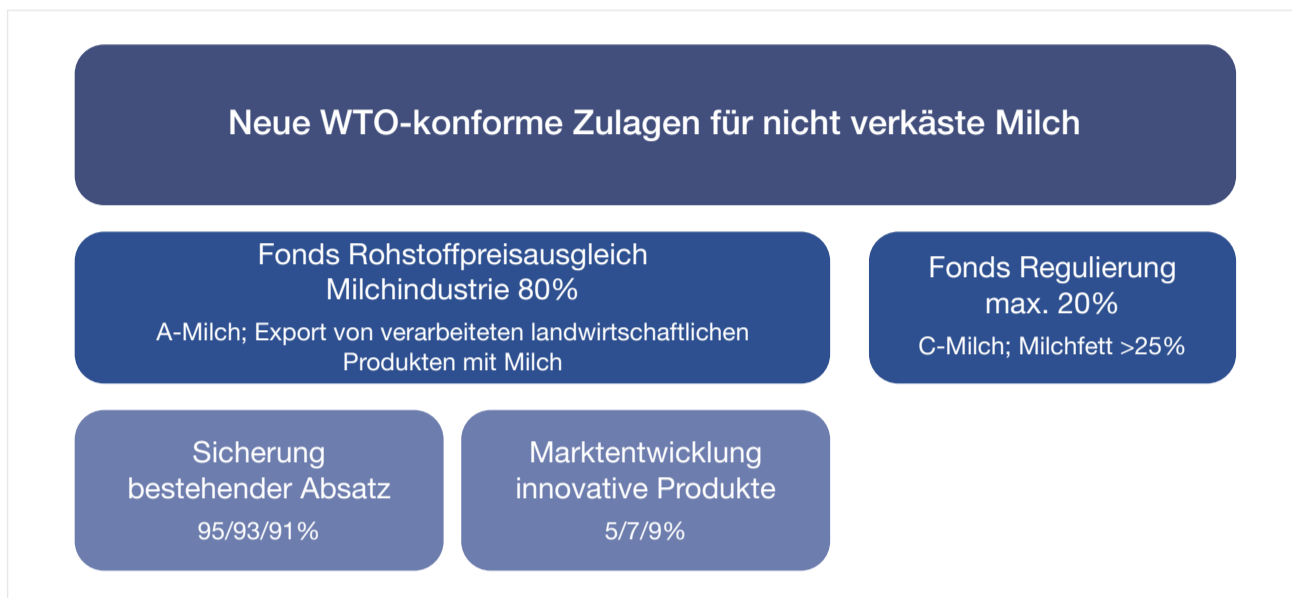 Neue WTO-konforme Zulagen für nicht verkäste Milch
Fonds Rohstoffpreisausgleich
Milchindustrie 80%
A-Milch; Export von verarbeiteten landwirtschaftlichen
Produkten mit Milch
Fonds Regulierung
max. 20%
C-Milch; Milchfett >25%
Sicherung
bestehender Absatz
95/93/91%
Marktentwicklung
innovative Produkte
5/7/9%